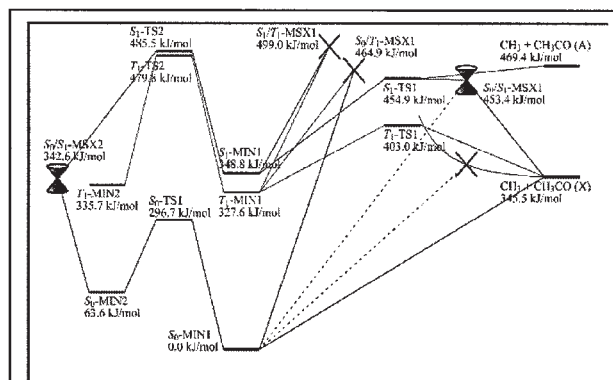 S₁-TS2
485.5 kJ/mol
T₁-TS2
479.8 kJ/mol
S₁/T₁-MSX1
499.0 kJ/mol
S₀/T₁-MSX1
464.9 kJ/mol
CH₃ + CH₃CO (A)
469.4 kJ/mol
S₁-TS1
454.9 kJ/mol
S₀/S₁-MSX1
453.4 kJ/mol
T₁-TS1
403.0 kJ/mol
S₀/S₁-MSX2
342.6 kJ/mol
T₁-MIN2
335.7 kJ/mol
S₁-MIN1
348.8 kJ/mol
T₁-MIN1
327.6 kJ/mol
CH₃ + CH₃CO (X)
345.5 kJ/mol
S₀-TS1
296.7 kJ/mol
S₀-MIN2
63.6 kJ/mol
S₀-MIN1
0.0 kJ/mol